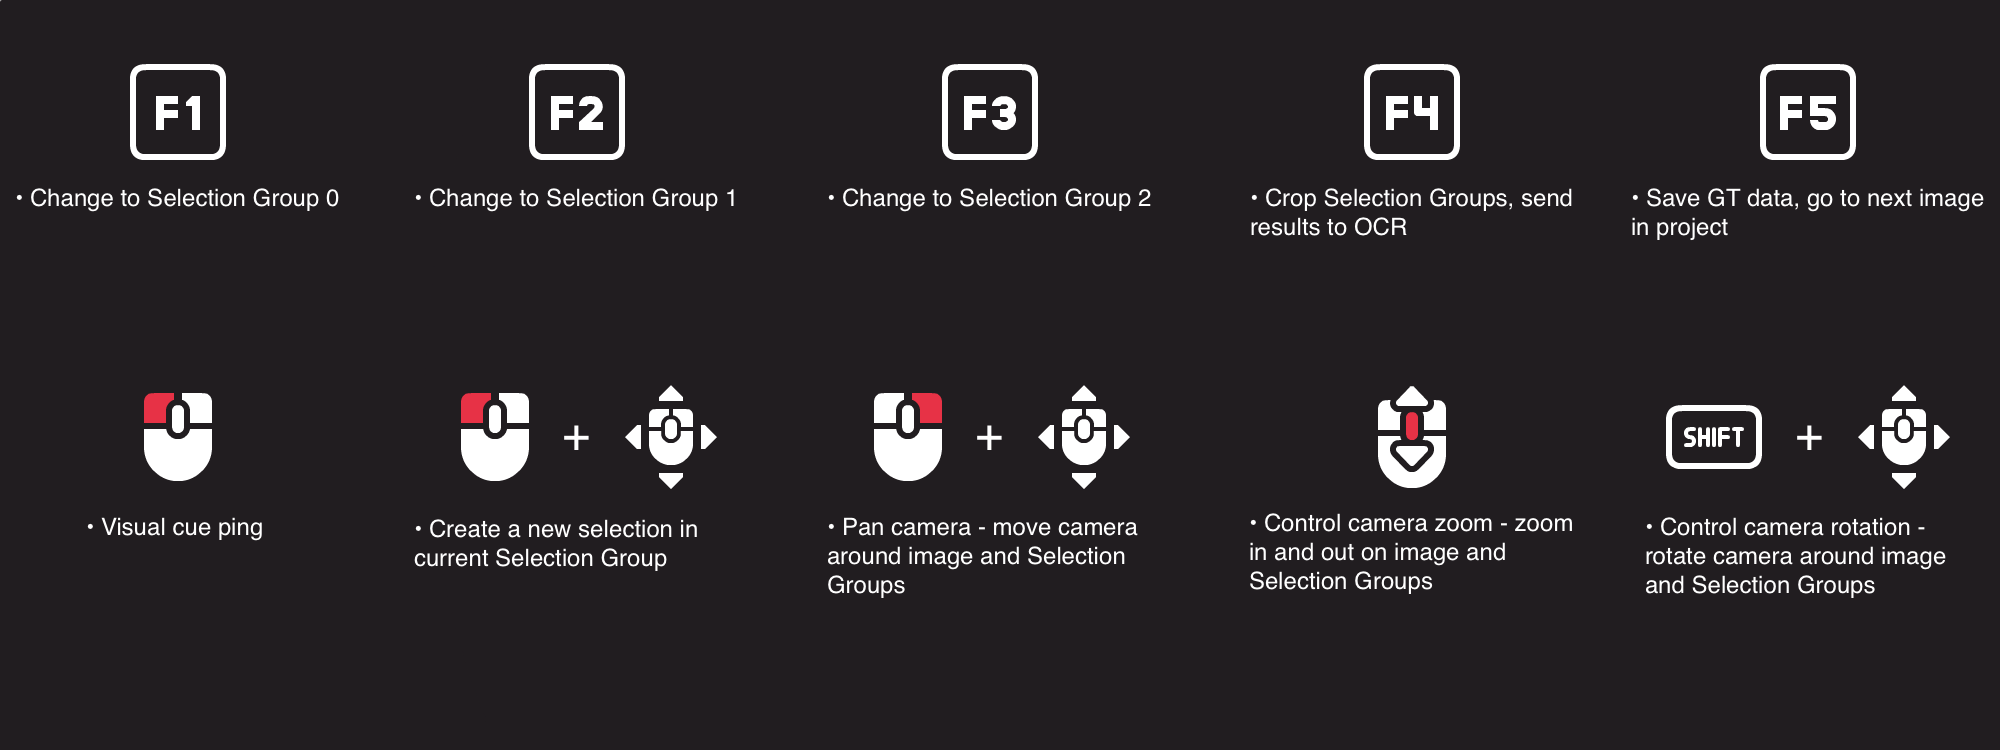 F1
F2
F3
F4
F5
• Change to Selection Group 0
• Change to Selection Group 1
• Change to Selection Group 2
• Crop Selection Groups, send
results to OCR
• Save GT data, go to next image
in project
+
+
SHIFT +
• Visual cue ping
• Create a new selection in
current Selection Group
• Pan camera - move camera
around image and Selection
Groups
• Control camera zoom - zoom
in and out on image and
Selection Groups
• Control camera rotation -
rotate camera around image
and Selection Groups